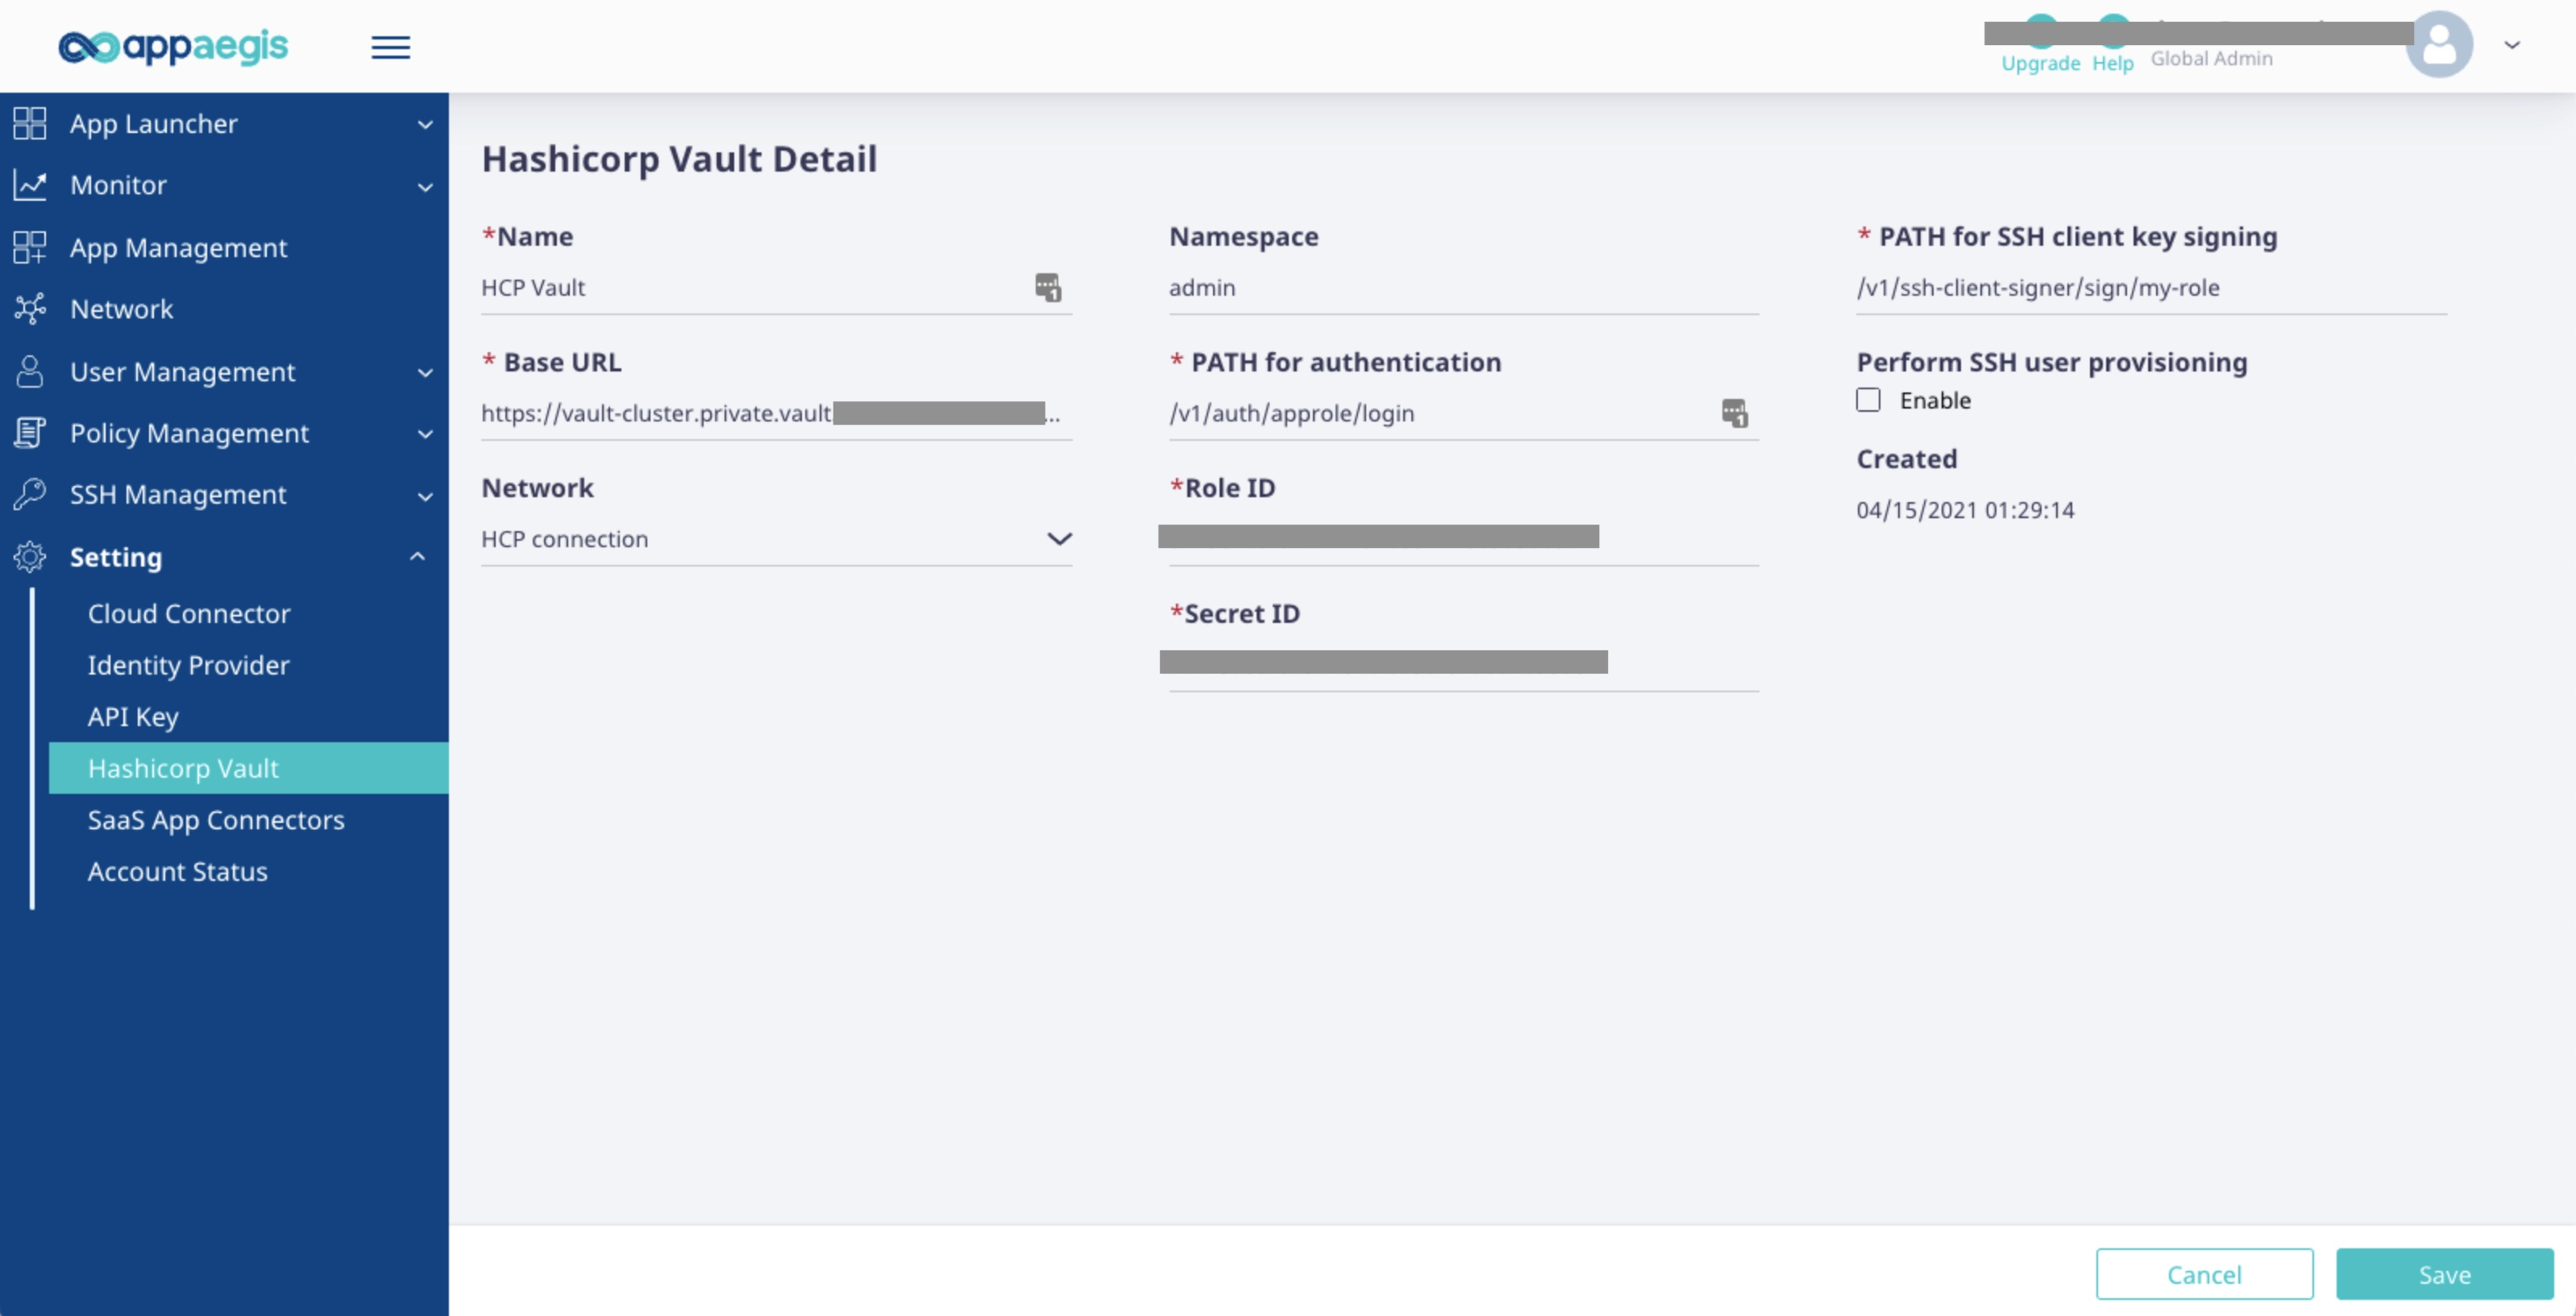 appaegis
Upgrade Help Global Admin
App Launcher
Monitor
App Management
Network
User Management
Policy Management
SSH Management
Setting
Cloud Connector
Identity Provider
API Key
Hashicorp Vault
SaaS App Connectors
Account Status
Hashicorp Vault Detail
*Name
HCP Vault
* Base URL
https://vault-cluster.private.vault...
Network
HCP connection
Namespace
admin
* PATH for authentication
/v1/auth/approle/login
*Role ID
*Secret ID
* PATH for SSH client key signing
/v1/ssh-client-signer/sign/my-role
Perform SSH user provisioning
Enable
Created
04/15/2021 01:29:14
Cancel
Save